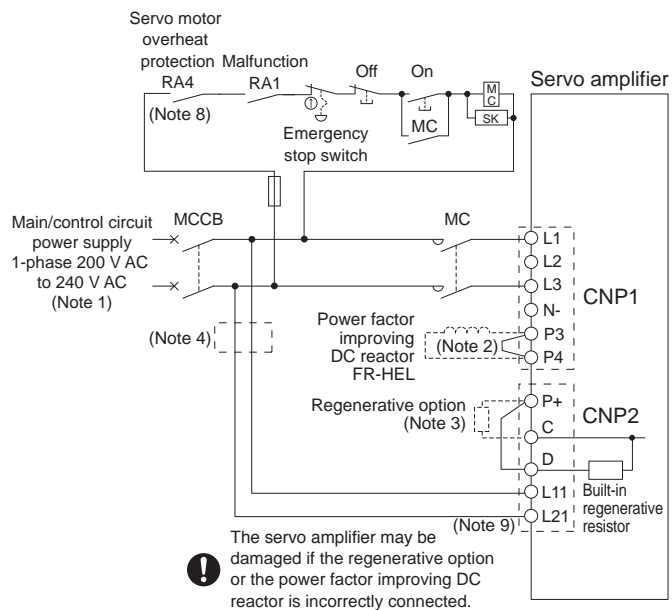 Servo motor
overheat
protection
RA4
(Note 8)
Malfunction
RA1
Emergency
stop switch
Off
On
MC
M
C
SK
Servo amplifier
Main/control circuit
power supply
1-phase 200 V AC
to 240 V AC
(Note 1)
MCCB
MC
(Note 4)
Power factor
improving
DC reactor
FR-HEL
(Note 2)
Regenerative option
(Note 3)
L1
L2
L3
N-
P3
P4
CNP1
P+
C
D
L11
L21
CNP2
Built-in
regenerative
resistor
(Note 9)
The servo amplifier may be
damaged if the regenerative option
or the power factor improving DC
reactor is incorrectly connected.